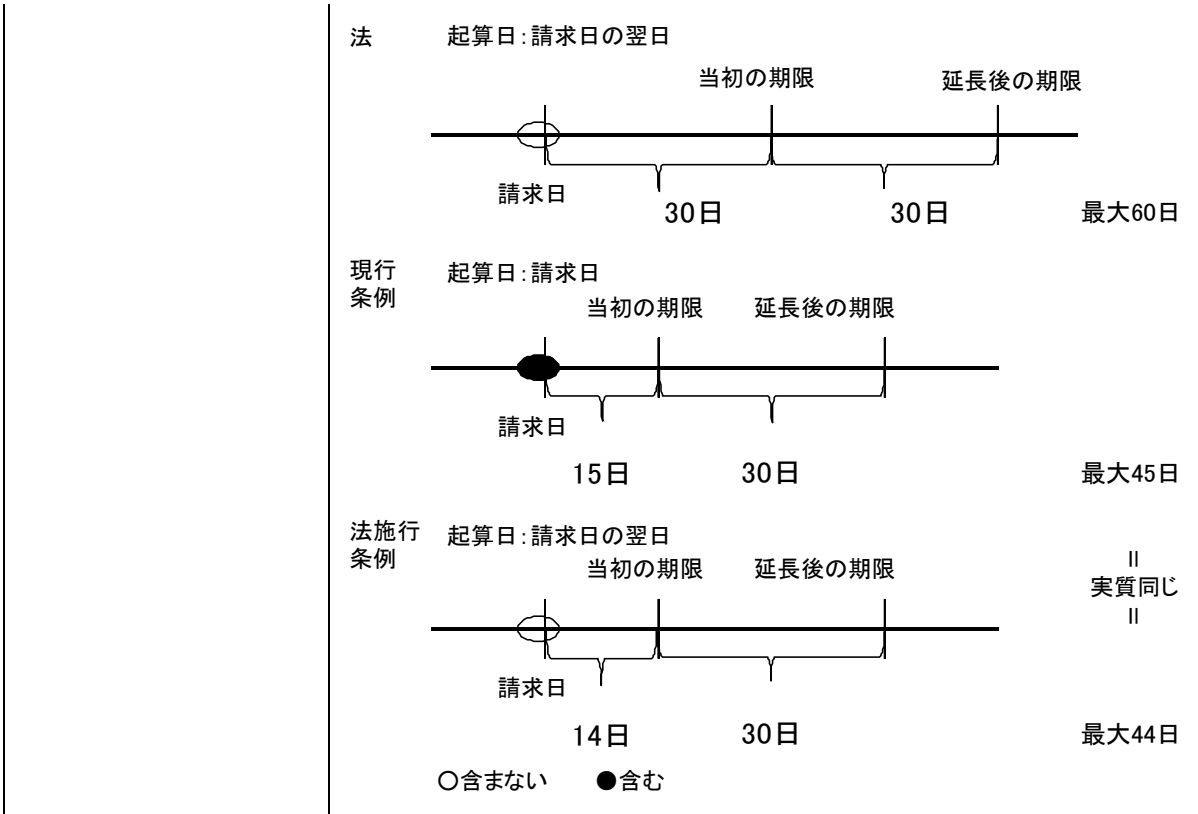 法 起算日：請求日の翌日
当初の期限 延長後の期限
請求日
30日 30日 最大60日
現行
条例
起算日：請求日
当初の期限 延長後の期限
請求日
15日 30日 最大45日
法施行
条例
起算日：請求日の翌日
当初の期限 延長後の期限
〃
実質同じ
〃
請求日
14日 30日 最大44日
○含まない ●含む